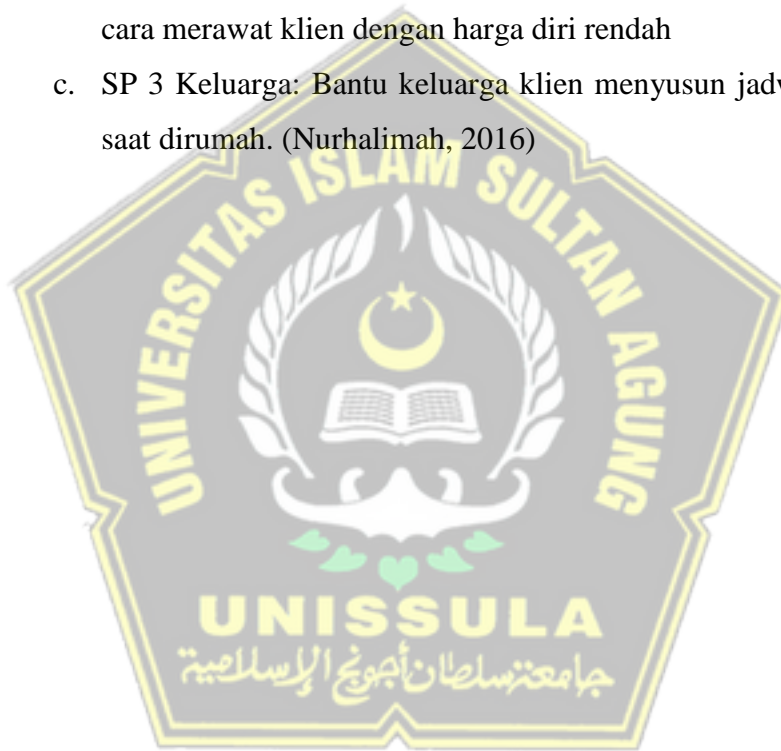 cara merawat klien dengan harga diri rendah
c. SP 3 Keluarga: Bantu keluarga klien menyusun
saat dirumah. (Nurhalimah, 2016)
UNIVERSITAS ISLAM SULTAN AGUNG
UNISSULA
جامعة سلطان أجونج الإسلامية